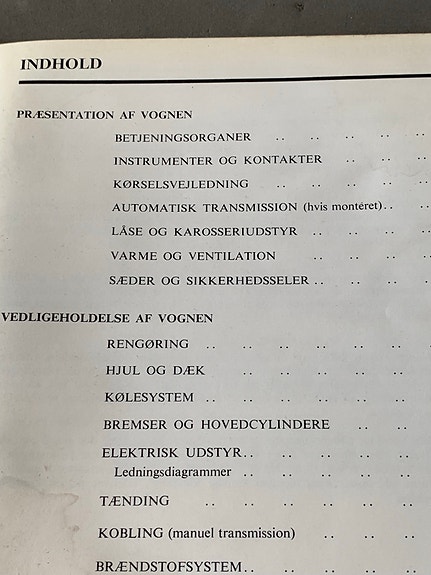 INDHOLD
PRÆSENTATION AF VOGNEN
BETJENINGSORGANER .. .. .. .. ..
INSTRUMENTER OG KONTAKTER .. .. ..
KØRSELSVEJLEDNING .. .. .. .. ..
AUTOMATISK TRANSMISSION (hvis montéret).. ..
LÅSE OG KAROSSERIUDSTYR .. .. .. ..
VARME OG VENTILATION .. .. .. ..
SÆDER OG SIKKERHEDSSELER .. .. .. ..
VEDLIGEHOLDELSE AF VOGNEN
RENGØRING .. .. .. .. .. ..
HJUL OG DÆK .. .. .. .. ..
KØLESYSTEM .. .. .. .. .. ..
BREMSER OG HOVEDCYLINDERE .. ..
ELEKTRISK UDSTYR.. .. .. .. ..
Ledningsdiagrammer .. .. .. .. ..
TÆNDING .. .. .. .. .. ..
KOBLING (manuel transmission) .. .. ..
BRÆNDSTOFSYSTEM.. .. .. .. ..